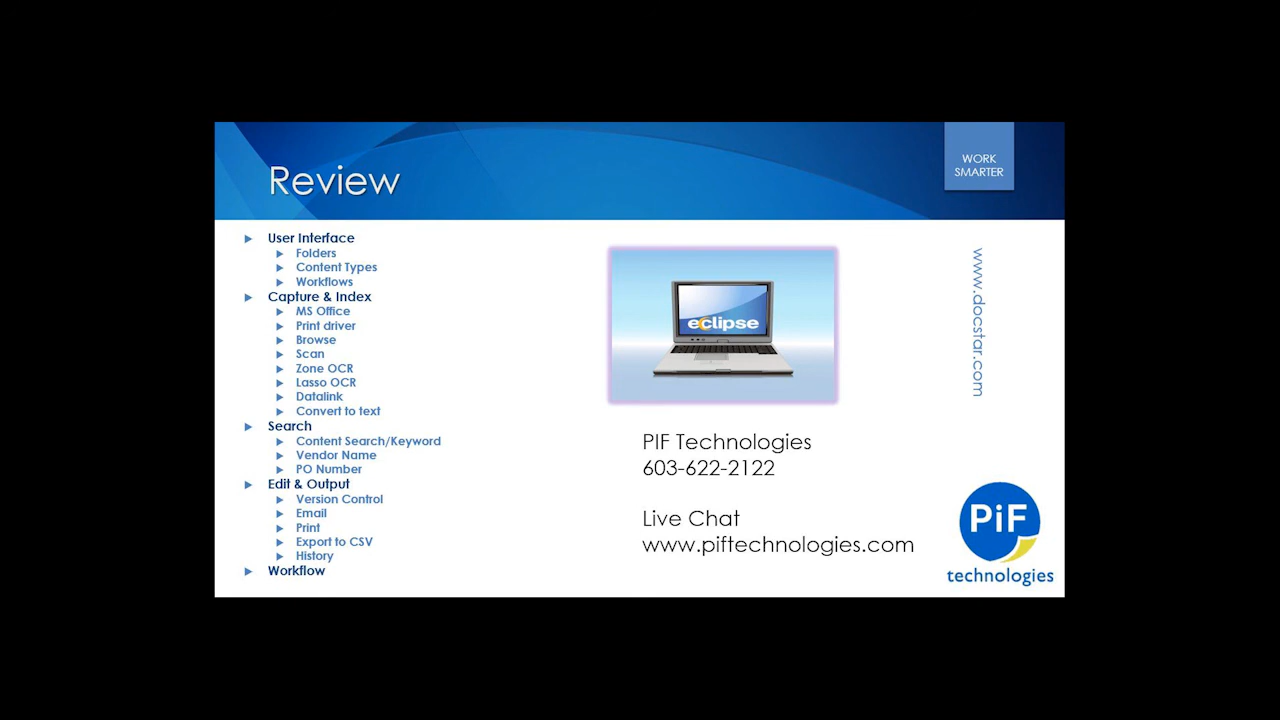 Review
WORK
SMARTER
User Interface
Folders
Content Types
Workflows
Capture & Index
MS Office
Print driver
Browse
Scan
Zone OCR
Lasso OCR
Datalink
Convert to text
Search
Content Search/Keyword
Vendor Name
PO Number
Edit & Output
Version Control
Email
Print
Export to CSV
History
Workflow
eclipse
PIF Technologies
603-622-2122
Live Chat
www.piftechnologies.com
www.docstar.com
PiF
technologies